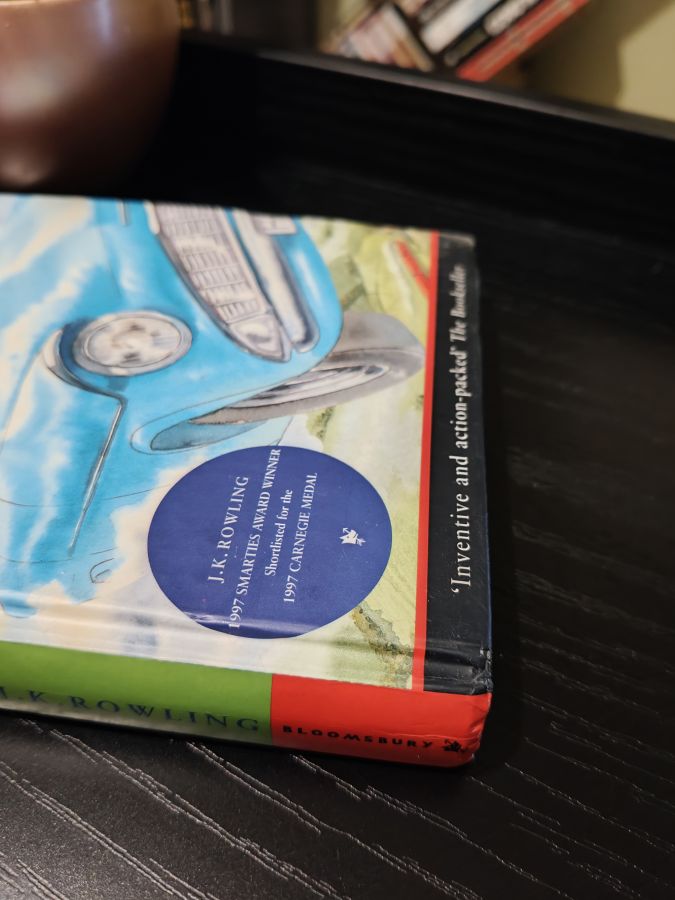 J.K. ROWLING
1997 SMARTIES AWARD WINNER
Shortlisted for the
1997 CARNEGIE MEDAL
'Inventive and action-packed' The Bookseller
J.K. ROWLING
BLOOMSBURY